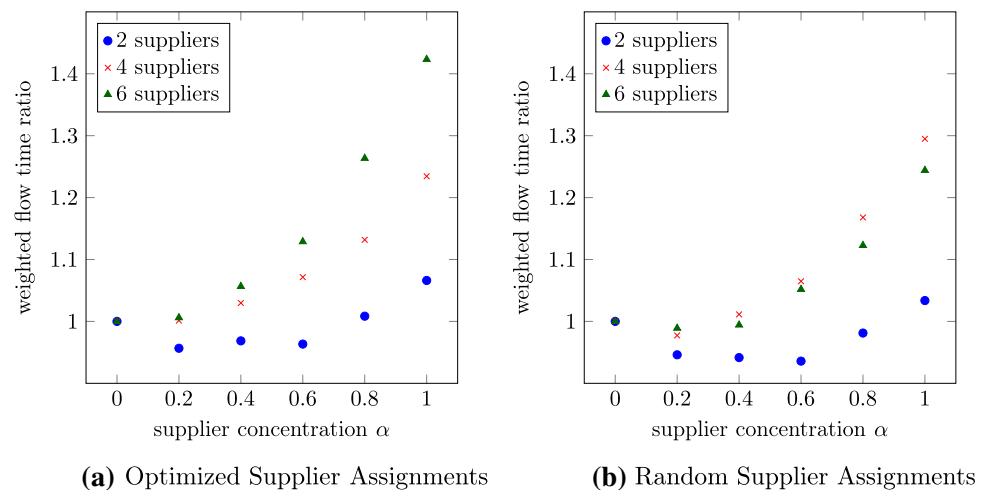 2 suppliers
4 suppliers
6 suppliers
1.4
1.3
1.2
1.1
1
weighted flow time ratio
0 0.2 0.4 0.6 0.8 1
supplier concentration α
(a) Optimized Supplier Assignments
2 suppliers
4 suppliers
6 suppliers
1.4
1.3
1.2
1.1
1
weighted flow time ratio
0 0.2 0.4 0.6 0.8 1
supplier concentration α
(b) Random Supplier Assignments